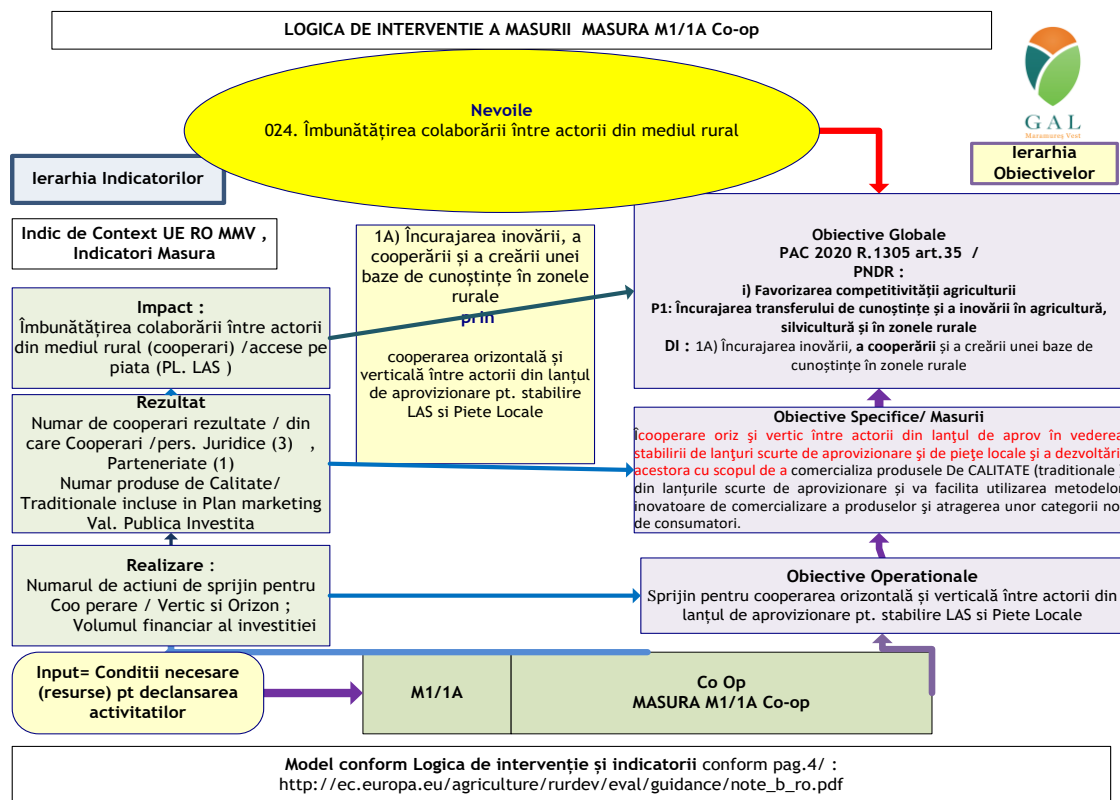 LOGICA DE INTERVENTIE A MASURII MASURA M1/1A Co-op
Nevoile
024. Îmbunătățirea colaborării între actorii din mediul rural
G A L
Maramureș Vest
Ierarhia Indicatorilor
Ierarhia
Obiectivelor
Indic de Context UE RO MMV ,
Indicatori Masura
1A) Încurajarea inovării, a
cooperării și a creării unei
baze de cunoștințe în zonele
rurale
prin
cooperarea orizontală și
verticală între actorii din lanțul
de aprovizionare pt. stabilire
LAS si Piete Locale
Obiective Globale
PAC 2020 R.1305 art.35 /
PNDR :
i) Favorizarea competitivității agriculturii
P1: Încurajarea transferului de cunoștințe și a inovării în agricultură,
silvicultură și în zonele rurale
DI : 1A) Încurajarea inovării, a cooperării și a creării unei baze de
cunoștințe în zonele rurale
Impact :
Îmbunătățirea colaborării între actorii
din mediul rural (cooperari) /accese pe
piata (PL. LAS )
Rezultat
Numar de cooperari rezultate / din
care Cooperari /pers. Juridice (3) ,
Parteneriate (1)
Numar produse de Calitate/
Traditionale incluse in Plan marketing
Val. Publica Investita
Obiective Specifice/ Masurii
Îcooperare oriz şi vertic între actorii din lanţul de aprov în vederea
stabilirii de lanţuri scurte de aprovizionare şi de pieţe locale şi a dezvoltării
acestora cu scopul de a comercializa produsele De CALITATE (traditionale )
din lanțurile scurte de aprovizionare și va facilita utilizarea metodelor
inovatoare de comercializare a produselor şi atragerea unor categorii noi
de consumatori.
Realizare :
Numarul de actiuni de sprijin pentru
Coo perare / Vertic si Orizon ;
Volumul financiar al investitiei
Obiective Operationale
Sprijin pentru cooperarea orizontală și verticală între actorii din
lanțul de aprovizionare pt. stabilire LAS si Piete Locale
Input= Conditii necesare
(resurse) pt declansarea
activitatilor
M1/1A
Co Op
MASURA M1/1A Co-op
Model conform Logica de intervenție și indicatorii conform pag.4/ :
http://ec.europa.eu/agriculture/rurdev/eval/guidance/note_b_ro.pdf